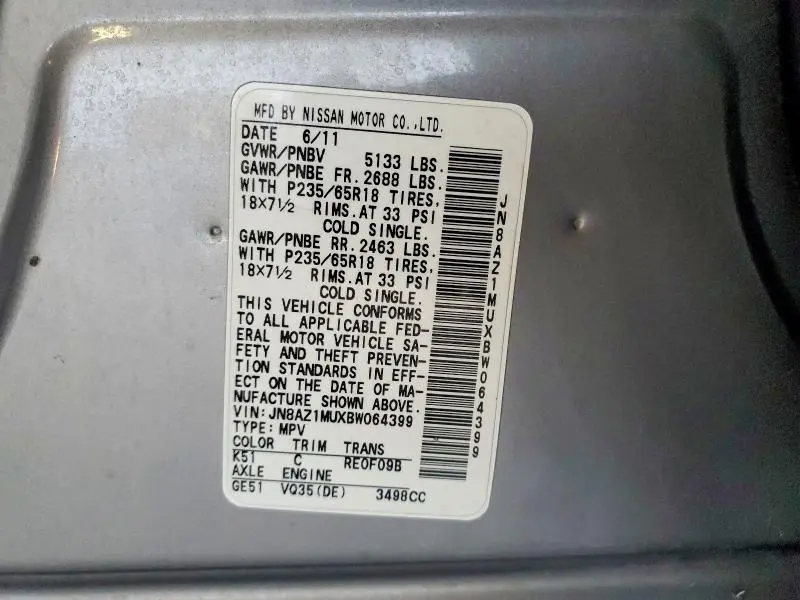 MFD BY NISSAN MOTOR CO.,LTD.
DATE 6/11
GVWR/PNBV 5133 LBS.
GAWR/PNBE FR. 2688 LBS.
WITH P235/65R18 TIRES,
18×7½ RIMS.AT 33 PSI
COLD SINGLE.
GAWR/PNBE RR. 2463 LBS.
WITH P235/65R18 TIRES,
18×7½ RIMS.AT 33 PSI
COLD SINGLE.
THIS VEHICLE CONFORMS
TO ALL APPLICABLE FED-
ERAL MOTOR VEHICLE SA-
FETY AND THEFT PREVEN-
TION STANDARDS IN EFF-
ECT ON THE DATE OF MA-
NUFACTURE SHOWN ABOVE.
VIN: JN8AZ1MUXBW064399
TYPE: MPV
COLOR TRIM TRANS
K51 C RE0F09B
AXLE ENGINE
GE51 VQ35(DE) 3498CC
JN8AZ1MUXBW064399